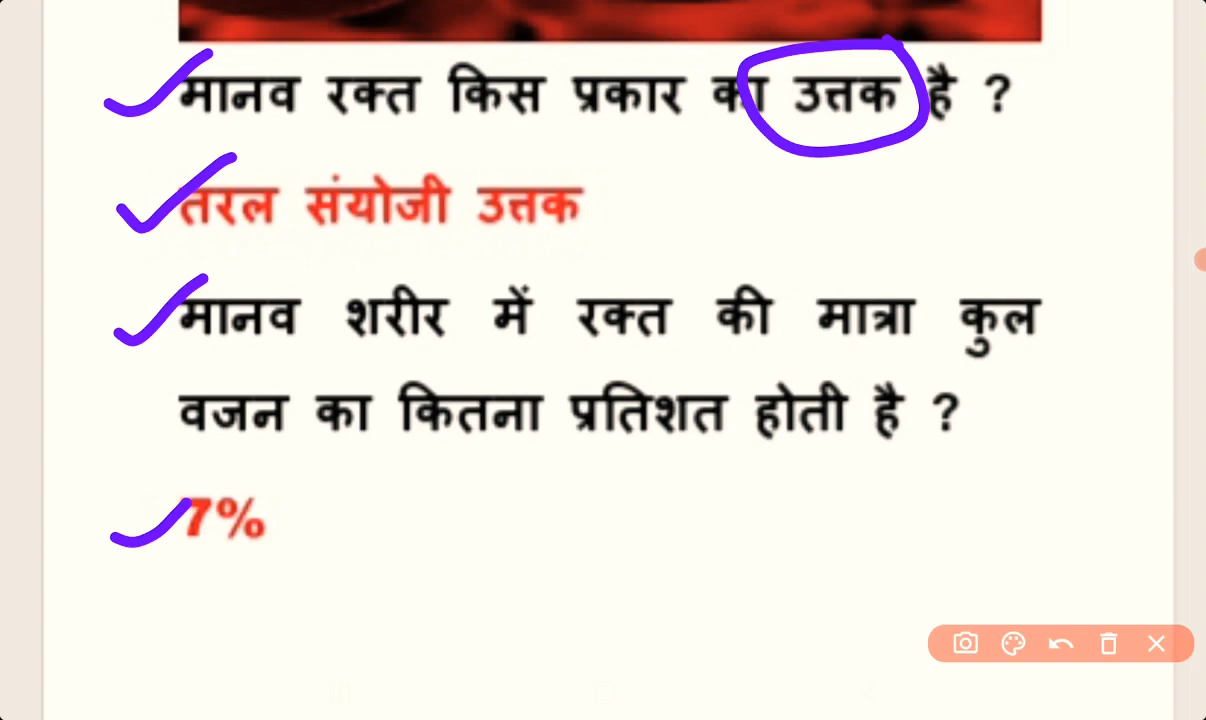 मानव रक्त किस प्रकार का उत्तक है ?
तरल संयोजी उत्तक
मानव शरीर में रक्त की मात्रा कुल
वजन का कितना प्रतिशत होती है ?
7%